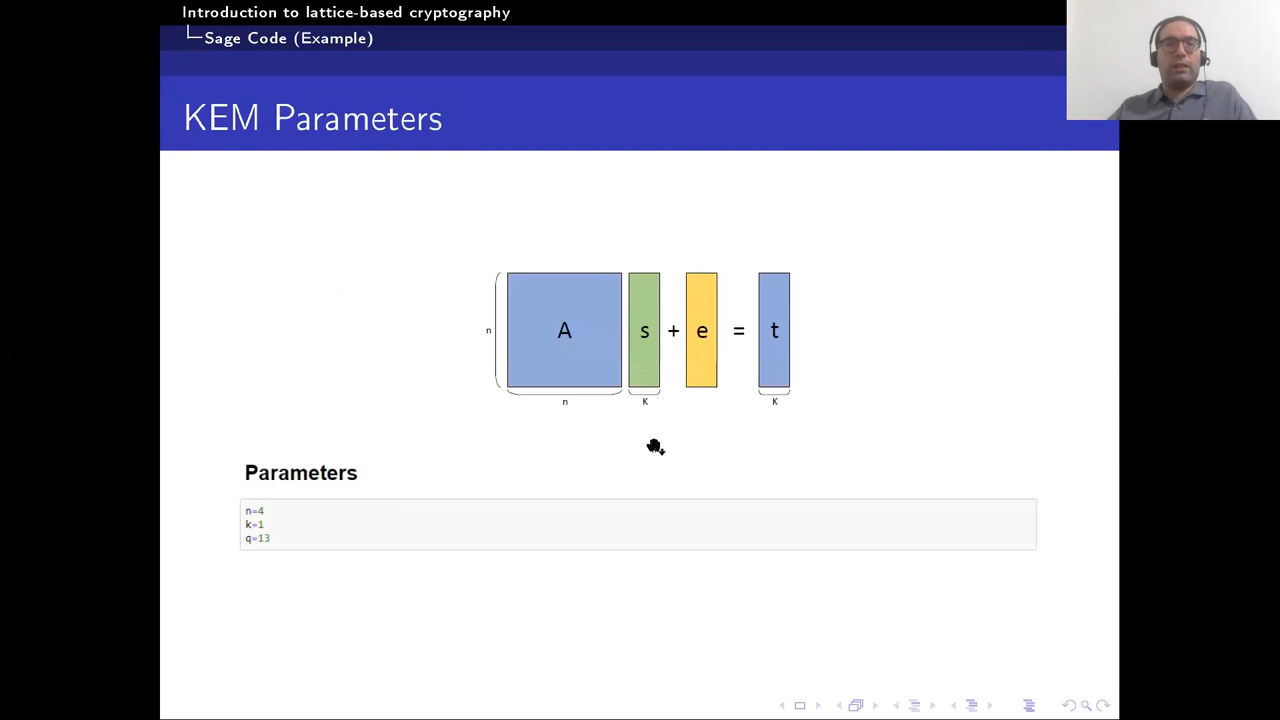 Introduction to lattice-based cryptography
Sage Code (Example)
KEM Parameters
n
A s + e = t
n K K
Parameters
n=4
k=1
q=13